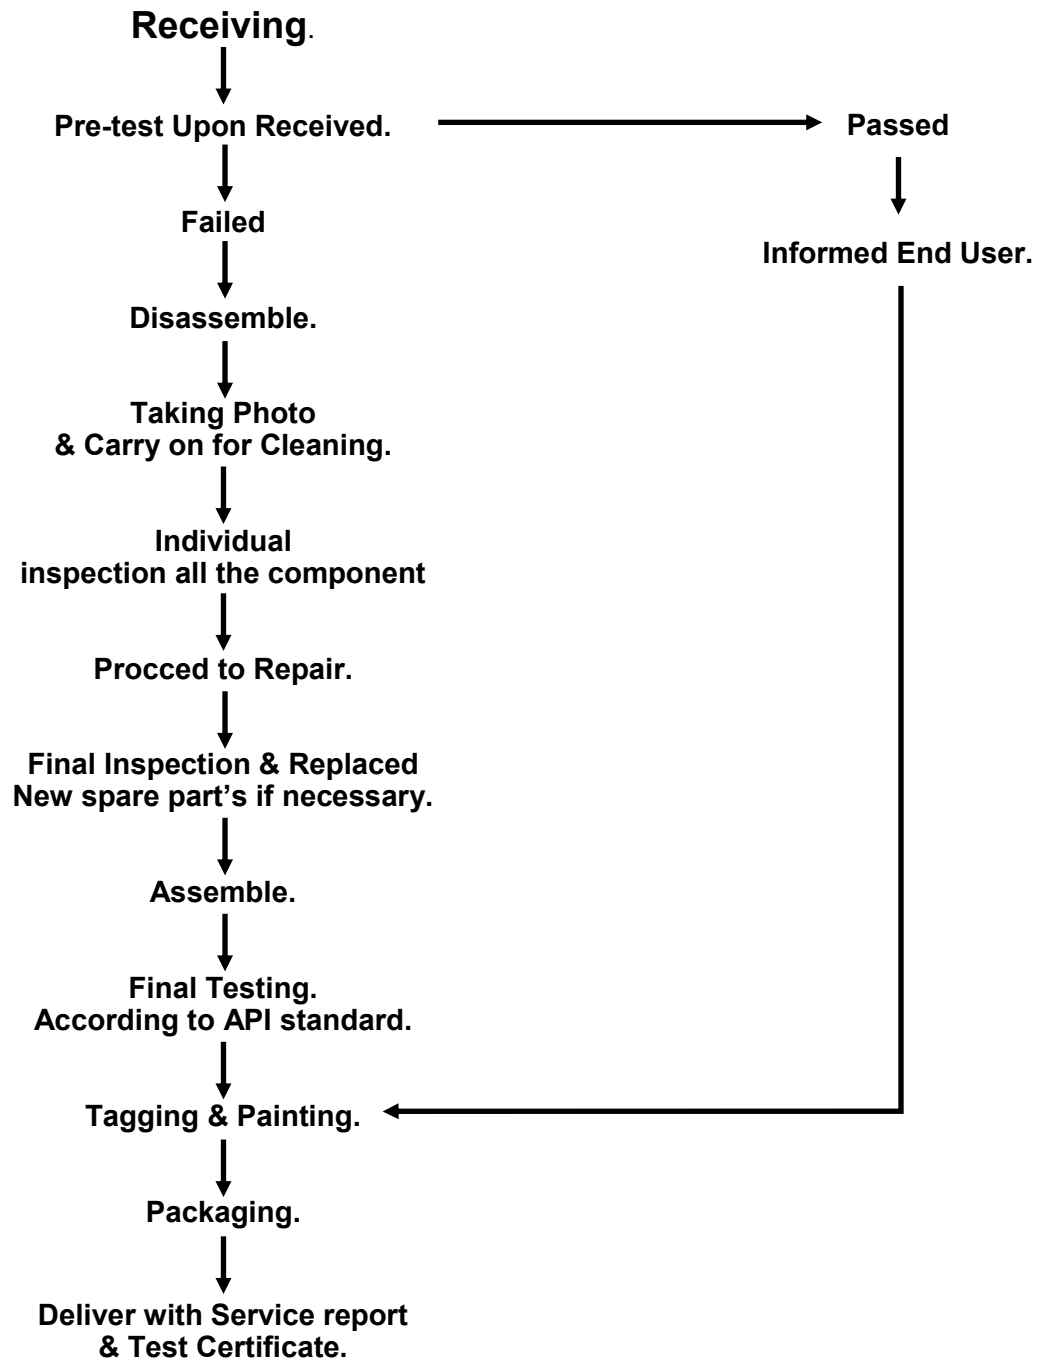 Receiving.
Pre-test Upon Received.
Passed
Failed
Informed End User.
Disassemble.
Taking Photo
& Carry on for Cleaning.
Individual
inspection all the component
Procced to Repair.
Final Inspection & Replaced
New spare part’s if necessary.
Assemble.
Final Testing.
According to API standard.
Tagging & Painting.
Packaging.
Deliver with Service report
& Test Certificate.